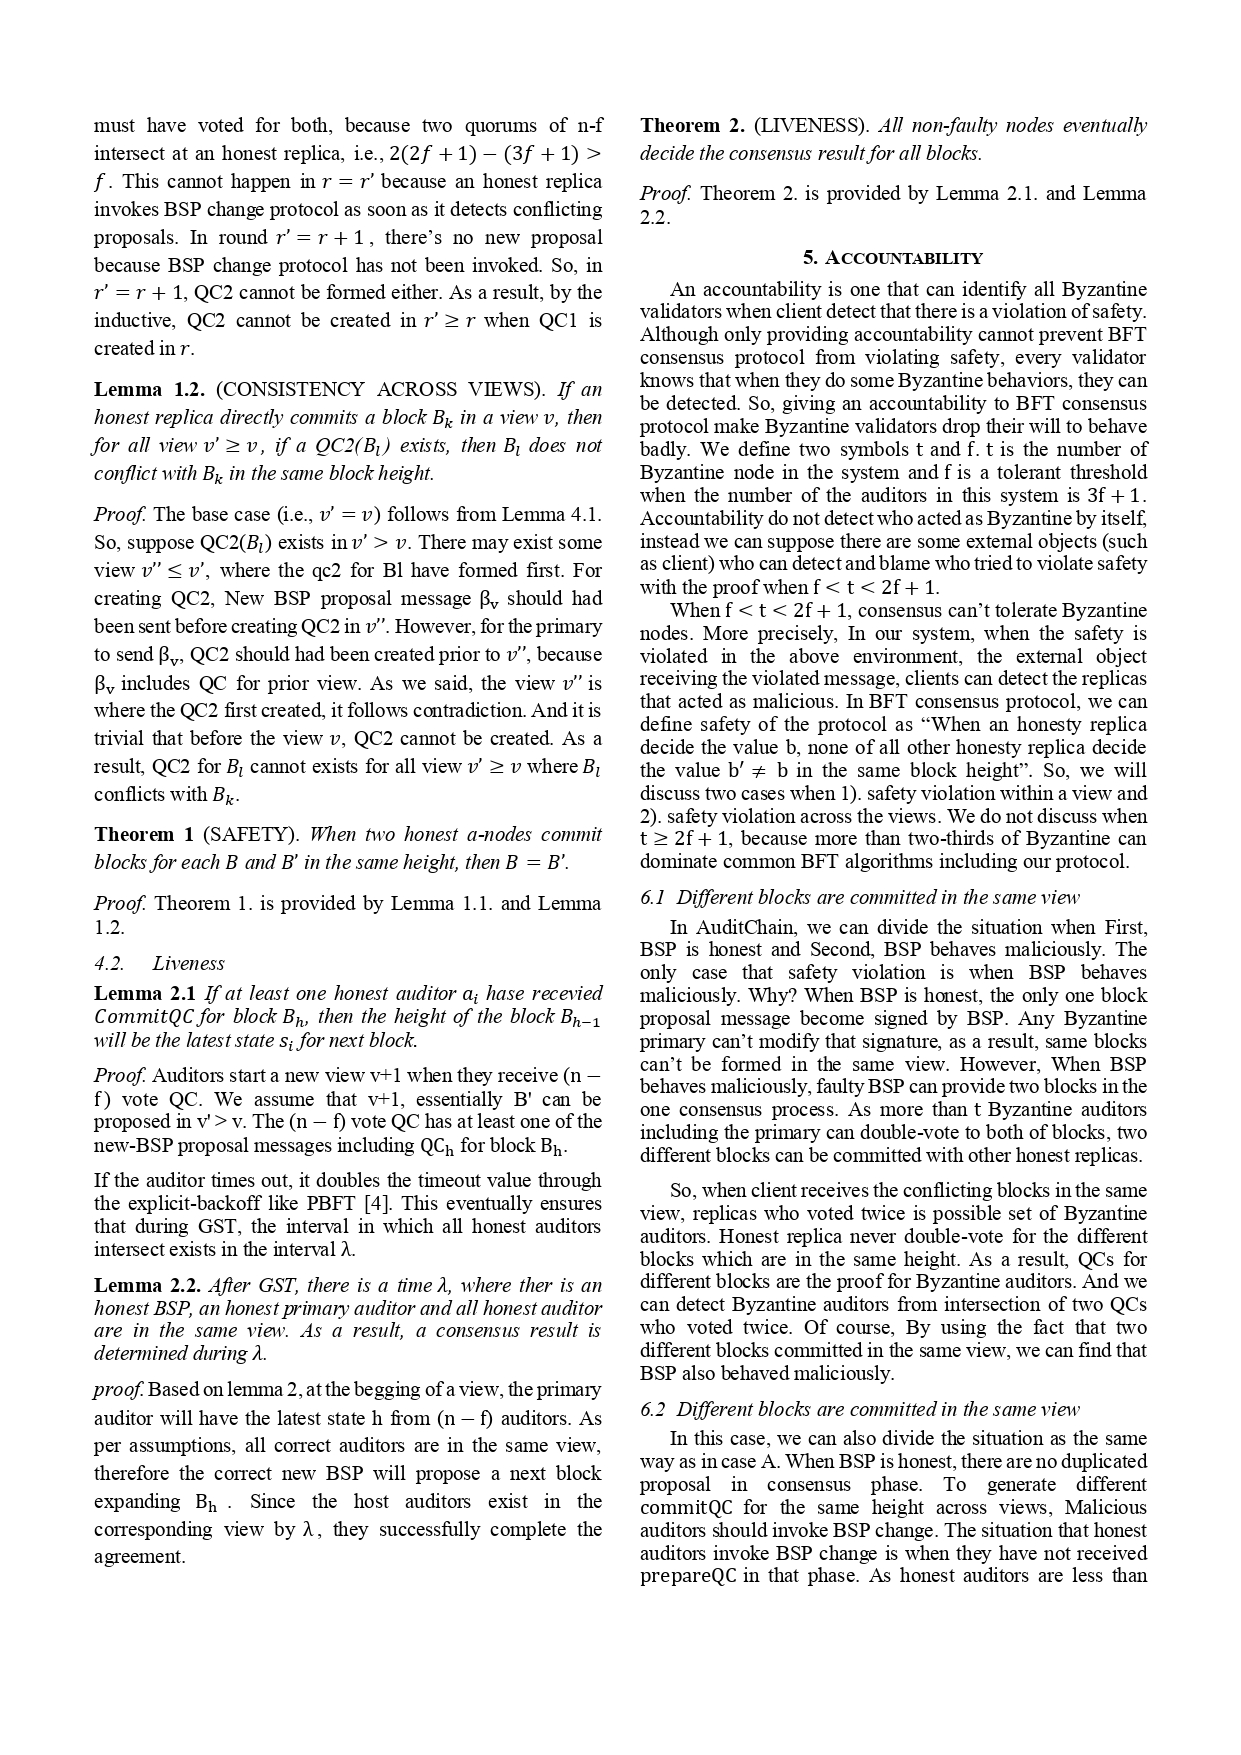 must have voted for both, because two quorums of n-f
intersect at an honest replica, i.e., 2(2f + 1) − (3f + 1) >
f. This cannot happen in r = r′ because an honest replica
invokes BSP change protocol as soon as it detects conflicting
proposals. In round r′ = r + 1 , there’s no new proposal
because BSP change protocol has not been invoked. So, in
r′ = r + 1, QC2 cannot be formed either. As a result, by the
inductive, QC2 cannot be created in r′ ≥ r when QC1 is
created in r.
Lemma 1.2. (CONSISTENCY ACROSS VIEWS). If an
honest replica directly commits a block Bₖ in a view v, then
for all view v′ ≥ v , if a QC2(Bₗ) exists, then Bₗ does not
conflict with Bₖ in the same block height.
Proof. The base case (i.e., v′ = v) follows from Lemma 4.1.
So, suppose QC2(Bₗ) exists in v′ > v. There may exist some
view v′′ ≤ v′, where the qc2 for Bl have formed first. For
creating QC2, New BSP proposal message βᵥ should had
been sent before creating QC2 in v′′. However, for the primary
to send βᵥ, QC2 should had been created prior to v′′, because
βᵥ includes QC for prior view. As we said, the view v′′ is
where the QC2 first created, it follows contradiction. And it is
trivial that before the view v, QC2 cannot be created. As a
result, QC2 for Bₗ cannot exists for all view v′ ≥ v where Bₗ
conflicts with Bₖ.
Theorem 1 (SAFETY). When two honest a-nodes commit
blocks for each B and B′ in the same height, then B = B′.
Proof. Theorem 1. is provided by Lemma 1.1. and Lemma
1.2.
4.2. Liveness
Lemma 2.1 If at least one honest auditor aᵢ hase recevied
CommitQC for block Bₕ, then the height of the block Bₕ₋₁
will be the latest state sᵢ for next block.
Proof. Auditors start a new view v+1 when they receive (n −
f) vote QC. We assume that v+1, essentially B' can be
proposed in v' > v. The (n − f) vote QC has at least one of the
new-BSP proposal messages including QCₕ for block Bₕ.
If the auditor times out, it doubles the timeout value through
the explicit-backoff like PBFT [4]. This eventually ensures
that during GST, the interval in which all honest auditors
intersect exists in the interval λ.
Lemma 2.2. After GST, there is a time λ, where ther is an
honest BSP, an honest primary auditor and all honest auditor
are in the same view. As a result, a consensus result is
determined during λ.
proof. Based on lemma 2, at the begging of a view, the primary
auditor will have the latest state h from (n − f) auditors. As
per assumptions, all correct auditors are in the same view,
therefore the correct new BSP will propose a next block
expanding Bₕ . Since the host auditors exist in the
corresponding view by λ , they successfully complete the
agreement.
Theorem 2. (LIVENESS). All non-faulty nodes eventually
decide the consensus result for all blocks.
Proof. Theorem 2. is provided by Lemma 2.1. and Lemma
2.2.
5. ACCOUNTABILITY
An accountability is one that can identify all Byzantine
validators when client detect that there is a violation of safety.
Although only providing accountability cannot prevent BFT
consensus protocol from violating safety, every validator
knows that when they do some Byzantine behaviors, they can
be detected. So, giving an accountability to BFT consensus
protocol make Byzantine validators drop their will to behave
badly. We define two symbols t and f. t is the number of
Byzantine node in the system and f is a tolerant threshold
when the number of the auditors in this system is 3f + 1.
Accountability do not detect who acted as Byzantine by itself,
instead we can suppose there are some external objects (such
as client) who can detect and blame who tried to violate safety
with the proof when f < t < 2f + 1.
When f < t < 2f + 1, consensus can’t tolerate Byzantine
nodes. More precisely, In our system, when the safety is
violated in the above environment, the external object
receiving the violated message, clients can detect the replicas
that acted as malicious. In BFT consensus protocol, we can
define safety of the protocol as “When an honesty replica
decide the value b, none of all other honesty replica decide
the value b′ ≠ b in the same block height”. So, we will
discuss two cases when 1). safety violation within a view and
2). safety violation across the views. We do not discuss when
t ≥ 2f + 1, because more than two-thirds of Byzantine can
dominate common BFT algorithms including our protocol.
6.1 Different blocks are committed in the same view
In AuditChain, we can divide the situation when First,
BSP is honest and Second, BSP behaves maliciously. The
only case that safety violation is when BSP behaves
maliciously. Why? When BSP is honest, the only one block
proposal message become signed by BSP. Any Byzantine
primary can’t modify that signature, as a result, same blocks
can’t be formed in the same view. However, When BSP
behaves maliciously, faulty BSP can provide two blocks in the
one consensus process. As more than t Byzantine auditors
including the primary can double-vote to both of blocks, two
different blocks can be committed with other honest replicas.
So, when client receives the conflicting blocks in the same
view, replicas who voted twice is possible set of Byzantine
auditors. Honest replica never double-vote for the different
blocks which are in the same height. As a result, QCs for
different blocks are the proof for Byzantine auditors. And we
can detect Byzantine auditors from intersection of two QCs
who voted twice. Of course, By using the fact that two
different blocks committed in the same view, we can find that
BSP also behaved maliciously.
6.2 Different blocks are committed in the same view
In this case, we can also divide the situation as the same
way as in case A. When BSP is honest, there are no duplicated
proposal in consensus phase. To generate different
commitQC for the same height across views, Malicious
auditors should invoke BSP change. The situation that honest
auditors invoke BSP change is when they have not received
prepareQC in that phase. As honest auditors are less than